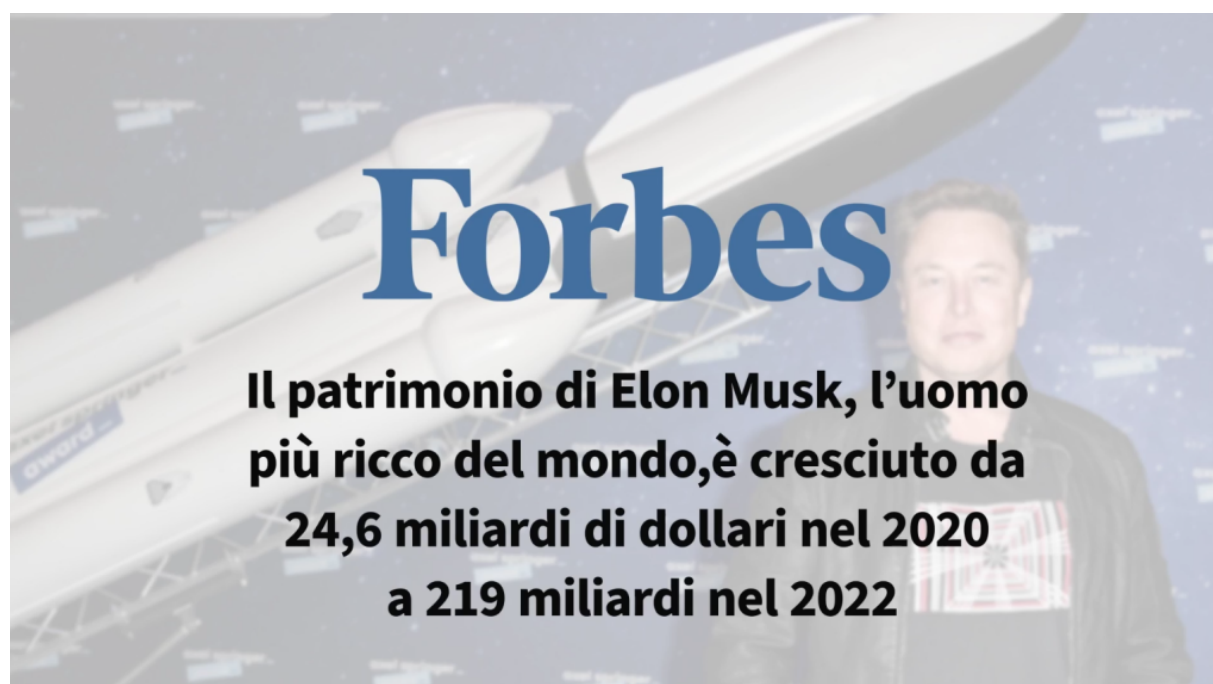 Forbes
Il patrimonio di Elon Musk, l’uomo
più ricco del mondo,è cresciuto da
24,6 miliardi di dollari nel 2020
a 219 miliardi nel 2022
award